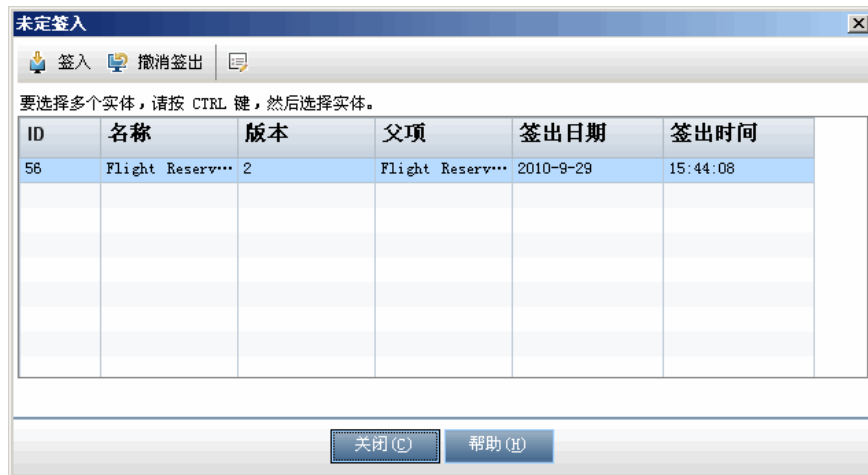 未定签入
签入 撤消签出
要选择多个实体，请按 CTRL 键，然后选择实体。
ID 名称 版本 父项 签出日期 签出时间
56 Flight Reserv… 2 Flight Reserv… 2010-9-29 15:44:08
关闭(C) 帮助(H)